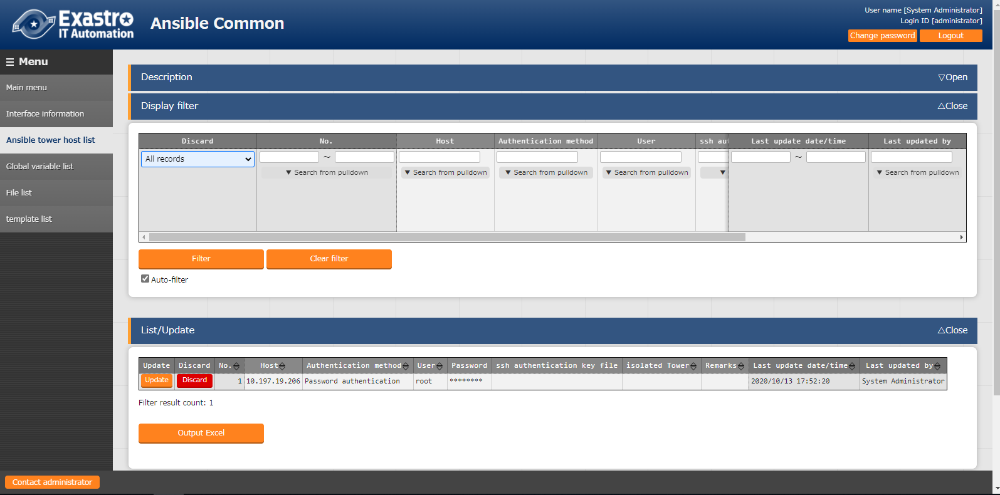 Exastro
IT Automation
Ansible Common
User name [System Administrator]
Login ID [administrator]
Change password
Logout
Menu
Main menu
Interface information
Ansible tower host list
Global variable list
File list
template list
Description
▽Open
Display filter
△Close
Discard No. Host Authentication method User ssh aut Last update date/time Last updated by
All records ～ ～
▼ Search from pulldown ▼ Search from pulldown ▼ Search from pulldown ▼ Search from pulldown ▼ ▼ Search from pulldown
Filter
Clear filter
Auto-filter
List/Update
△Close
Update Discard No. Host Authentication method User Password ssh authentication key file isolated Tower Remarks Last update date/time Last updated by
Update Discard 1 10.197.19.206 Password authentication root ******** 2020/10/13 17:52:20 System Administrator
Filter result count: 1
Output Excel
Contact administrator